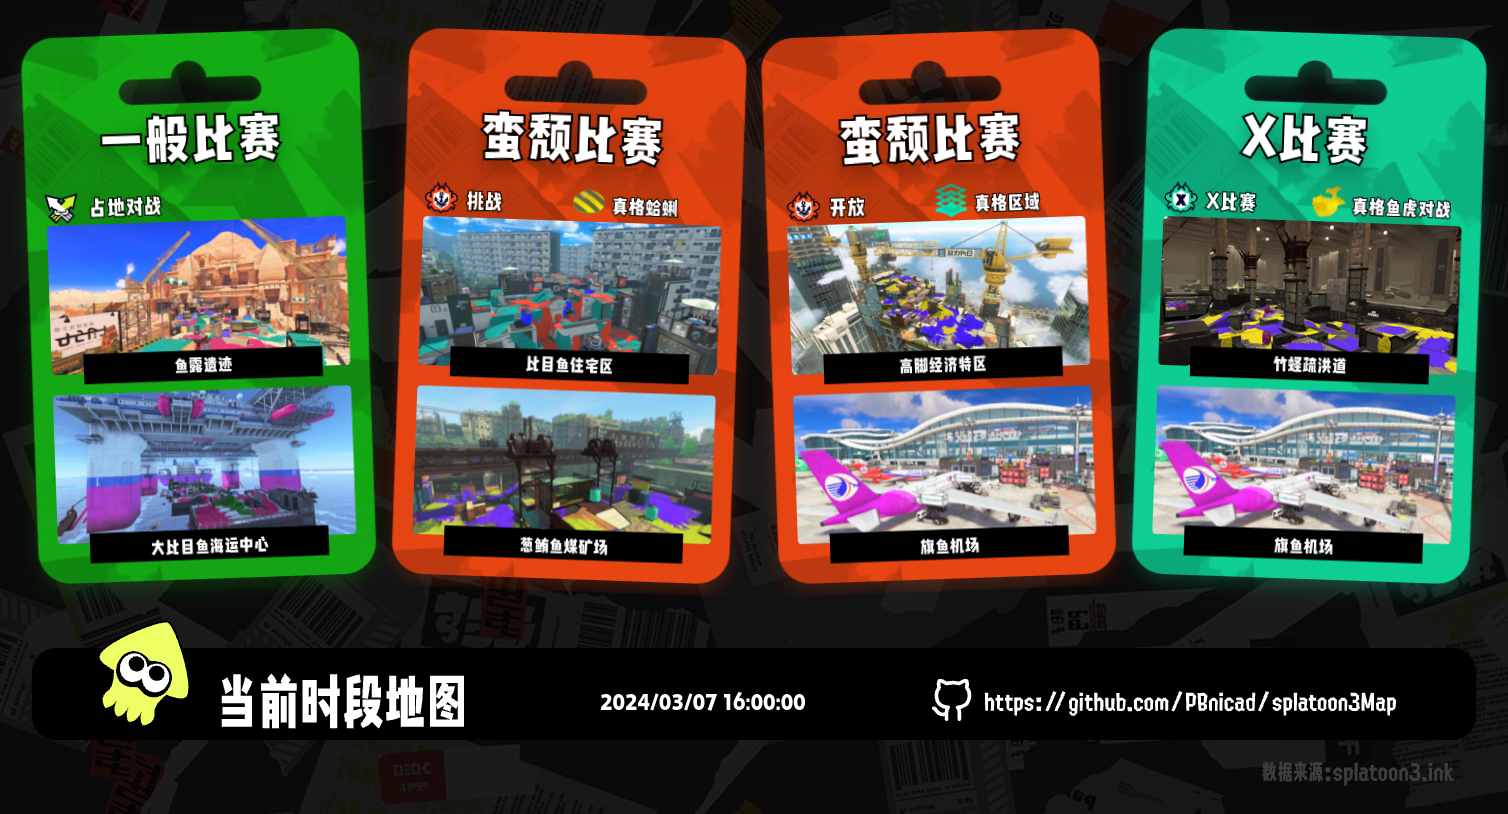 一般比赛
占地对战
鱼露遗迹
大比目鱼海运中心
蛮颓比赛
挑战
真格蛤蜊
比目鱼住宅区
葱鲔鱼煤矿场
蛮颓比赛
开放
真格区域
高脚经济特区
旗鱼机场
X比赛
X比赛
真格鱼虎对战
竹蛏疏洪道
旗鱼机场
当前时段地图
2024/03/07 16:00:00
https://github.com/PBnicad/splatoon3Map
数据来源:splatoon3.ink